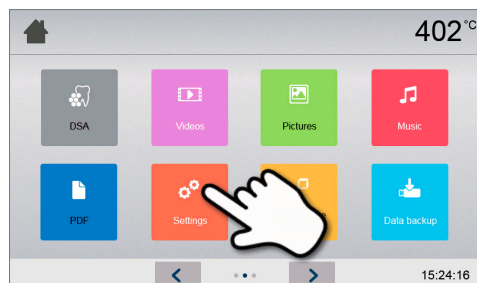 402°C
DSA
Videos
Pictures
Music
PDF
Settings
Data backup
15:24:16